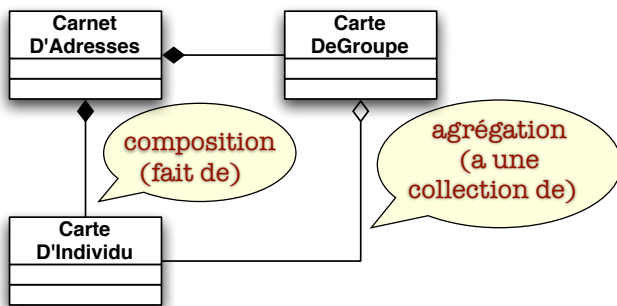 Carnet
D'Adresses
Carte
DeGroupe
composition
(fait de)
agrégation
(a une
collection de)
Carte
D'Individu